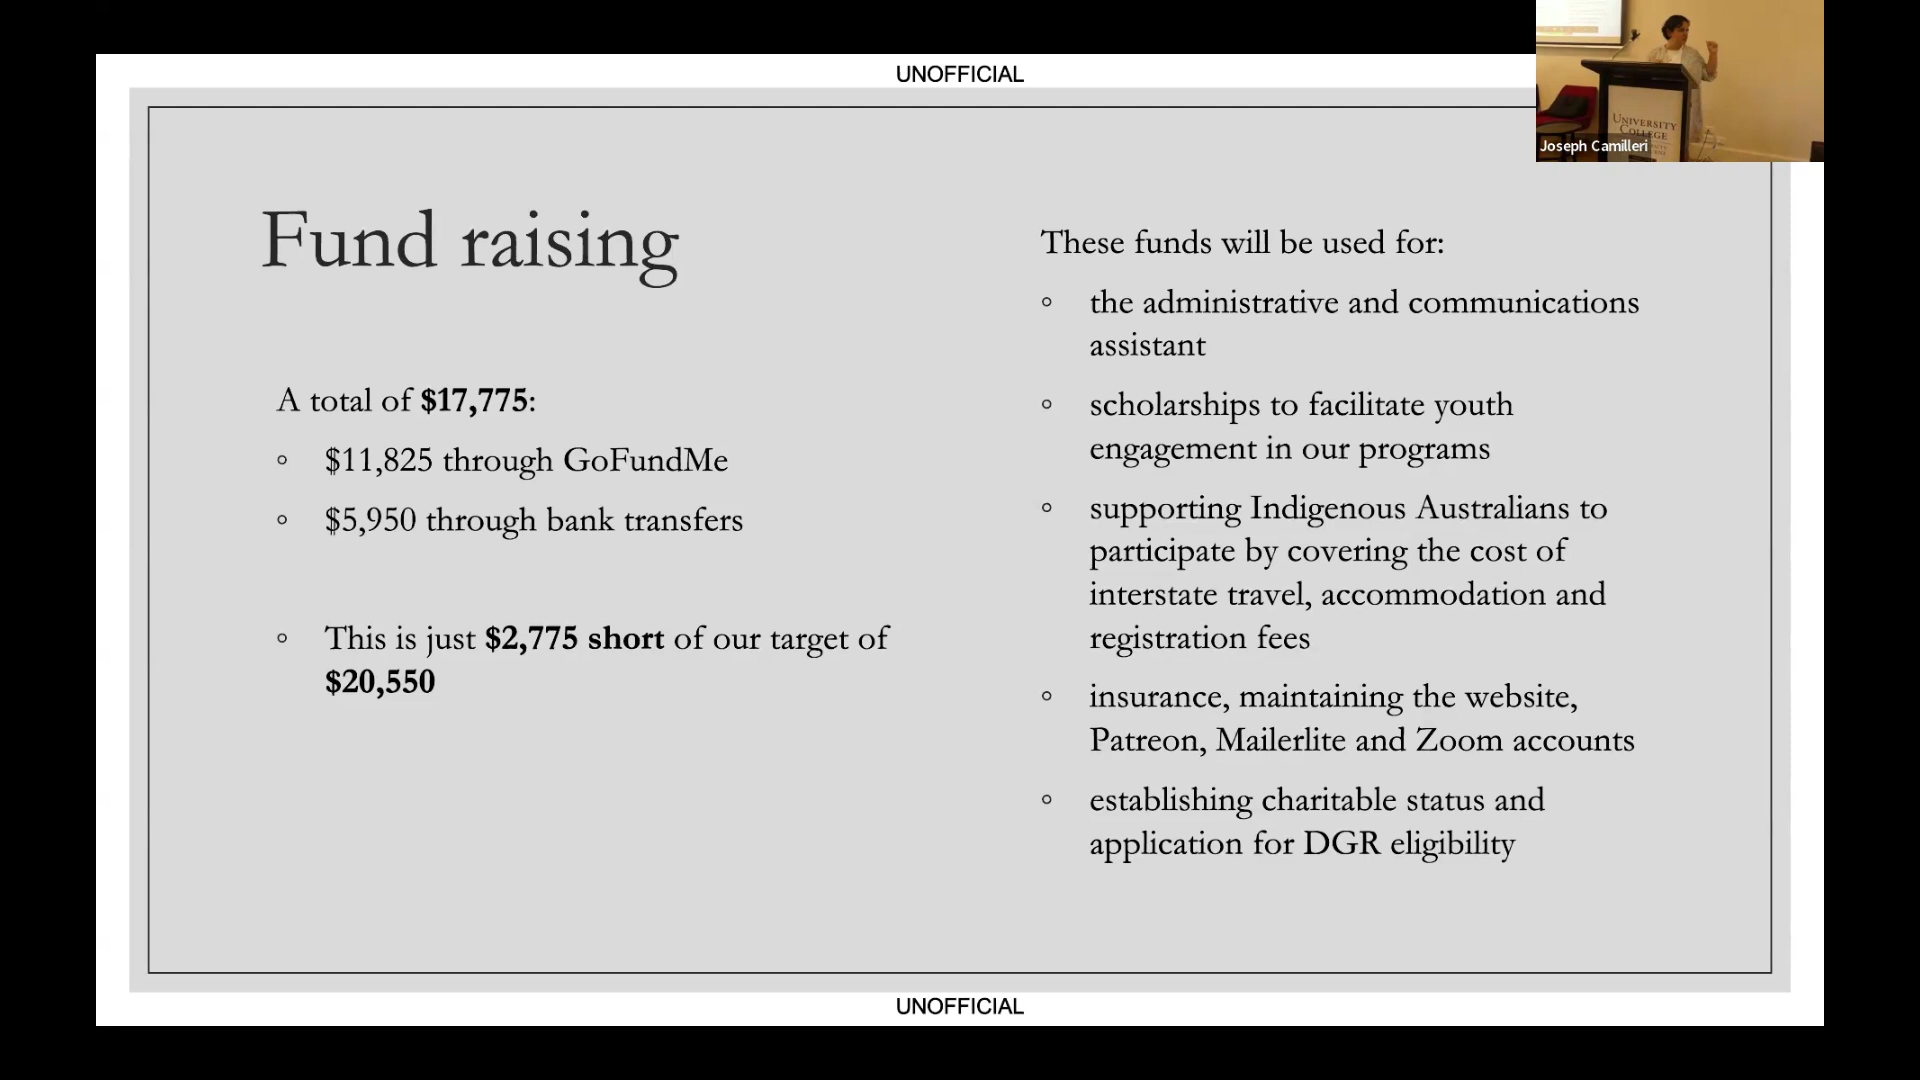 UNOFFICIAL
UNIVERSITY
COLLEGE
Joseph Camilleri
Fund raising
A total of $17,775:
◦ $11,825 through GoFundMe
◦ $5,950 through bank transfers
◦ This is just $2,775 short of our target of
$20,550
These funds will be used for:
◦ the administrative and communications
assistant
◦ scholarships to facilitate youth
engagement in our programs
◦ supporting Indigenous Australians to
participate by covering the cost of
interstate travel, accommodation and
registration fees
◦ insurance, maintaining the website,
Patreon, Mailerlite and Zoom accounts
◦ establishing charitable status and
application for DGR eligibility
UNOFFICIAL